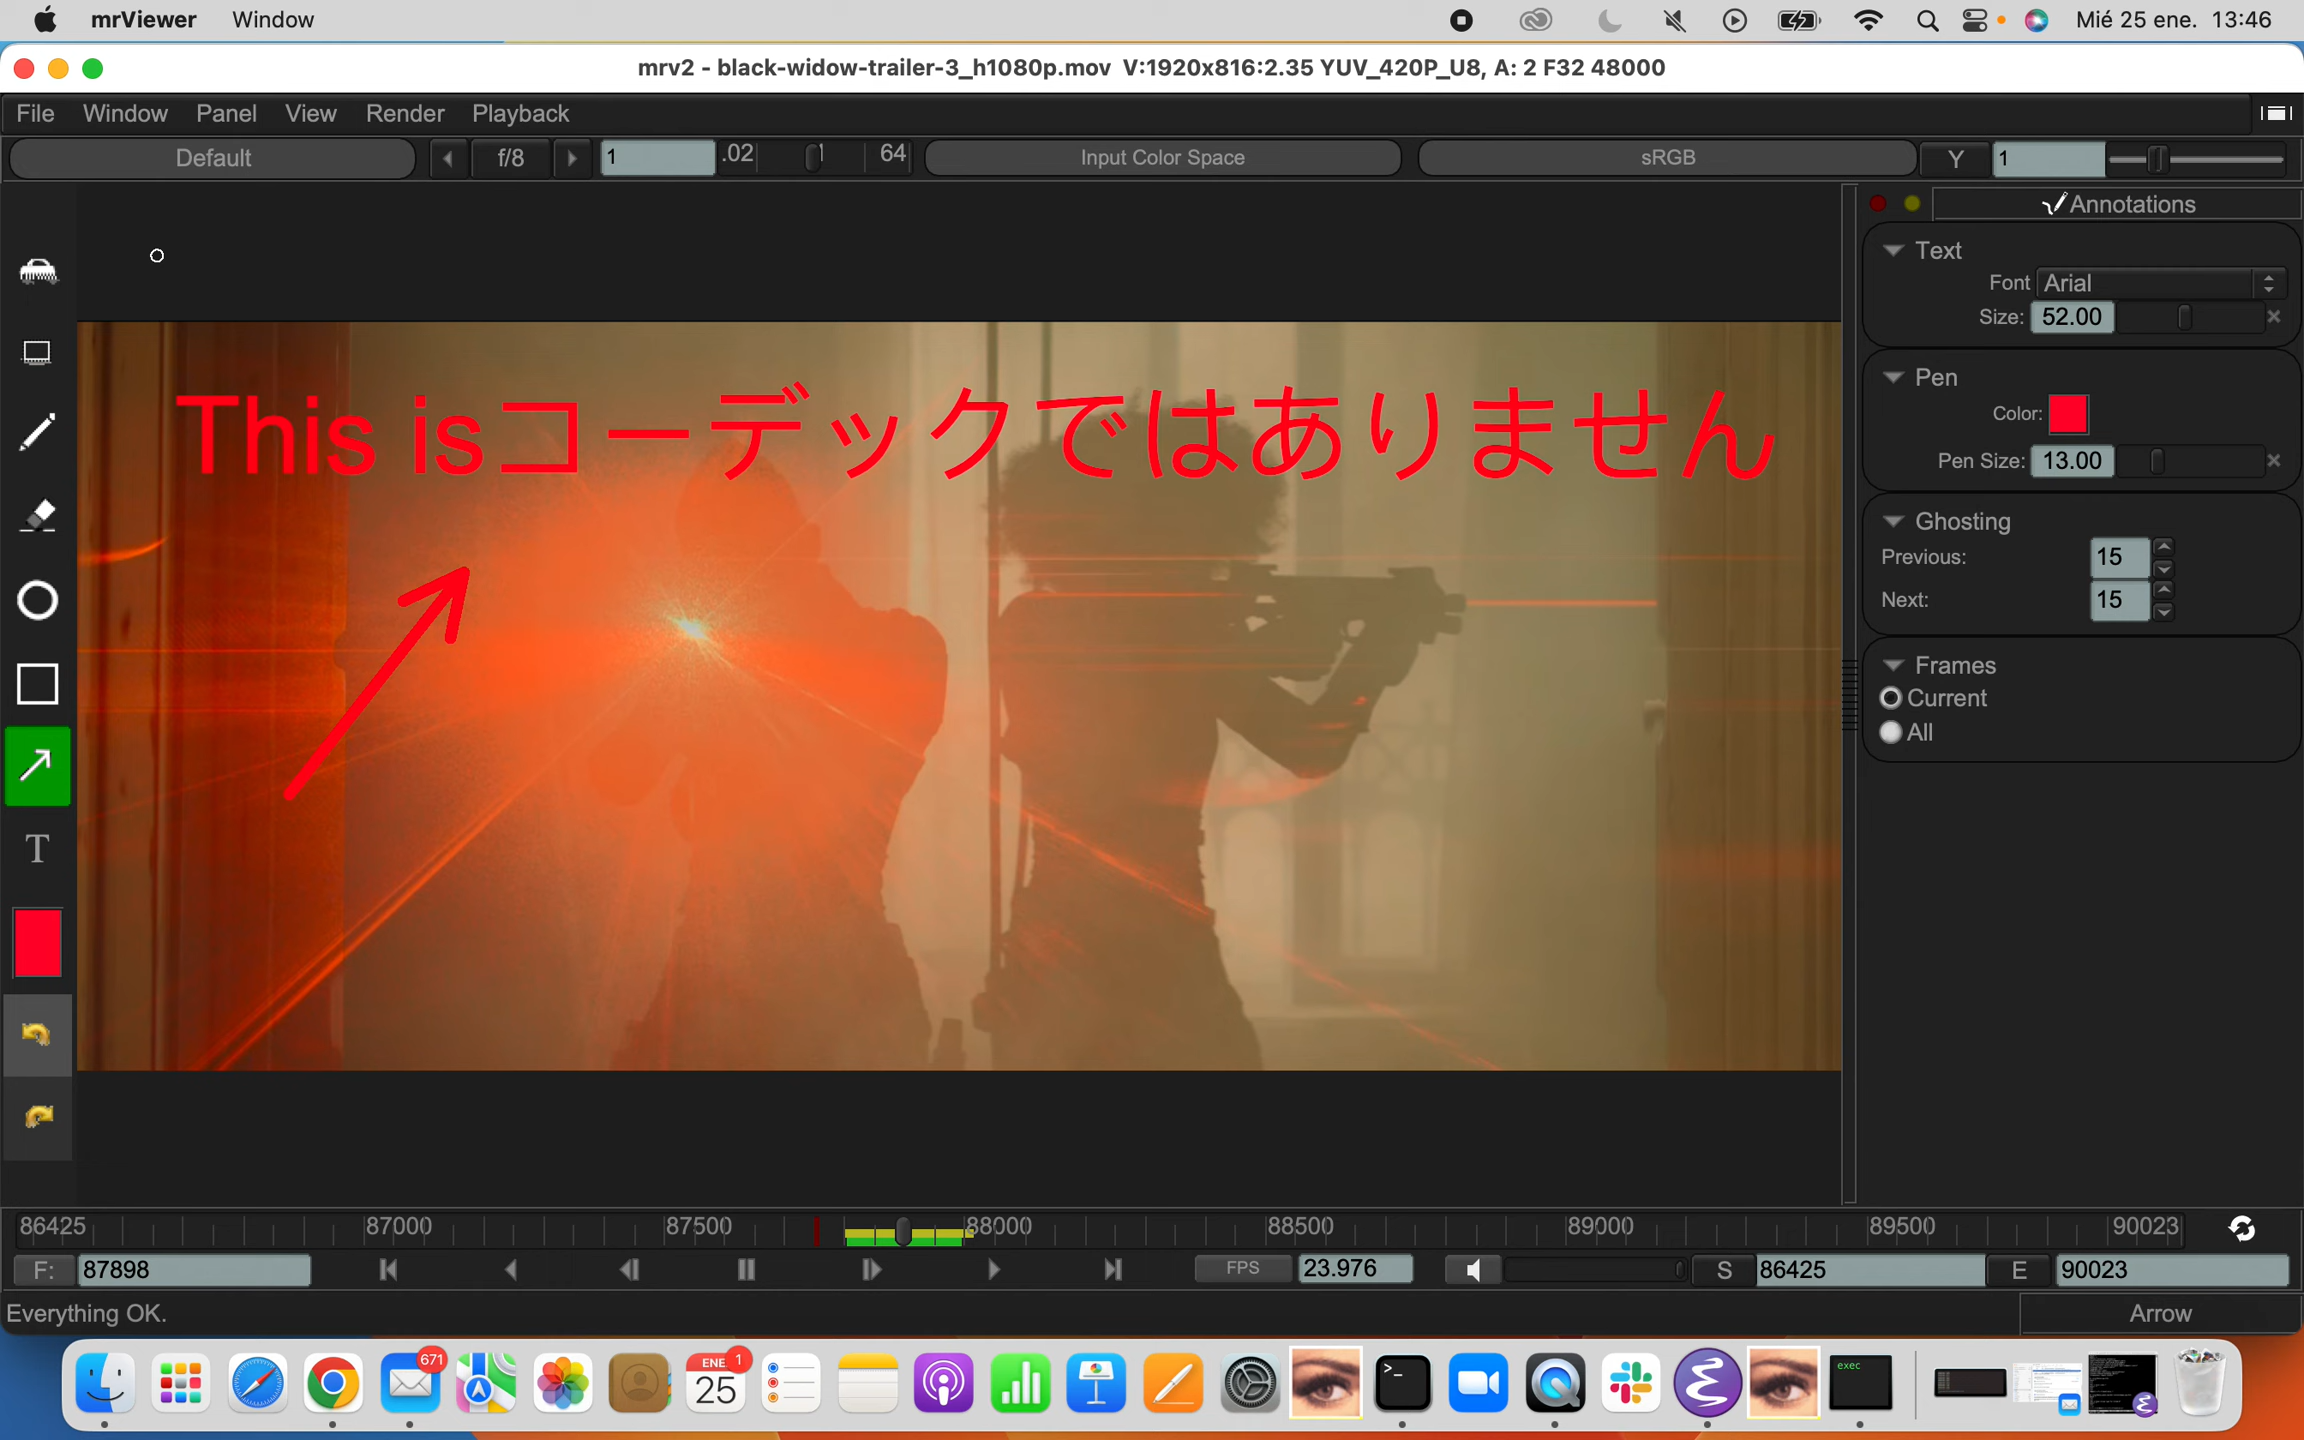 mrViewer Window Mié 25 ene. 13:46
mrv2 - black-widow-trailer-3_h1080p.mov V:1920x816:2.35 YUV_420P_U8, A: 2 F32 48000
File Window Panel View Render Playback
Default f/8 1 .02 1 64 Input Color Space sRGB Y 1
Annotations
Text
Font Arial
Size: 52.00
Pen
Color:
Pen Size: 13.00
Ghosting
Previous: 15
Next: 15
Frames
Current
All
This isコーデックではありません
T
86425 87000 87500 88000 88500 89000 89500 90023
F: 87898 FPS 23.976 S 86425 E 90023
Everything OK. Arrow
671
ENE 1
25
>_
exec